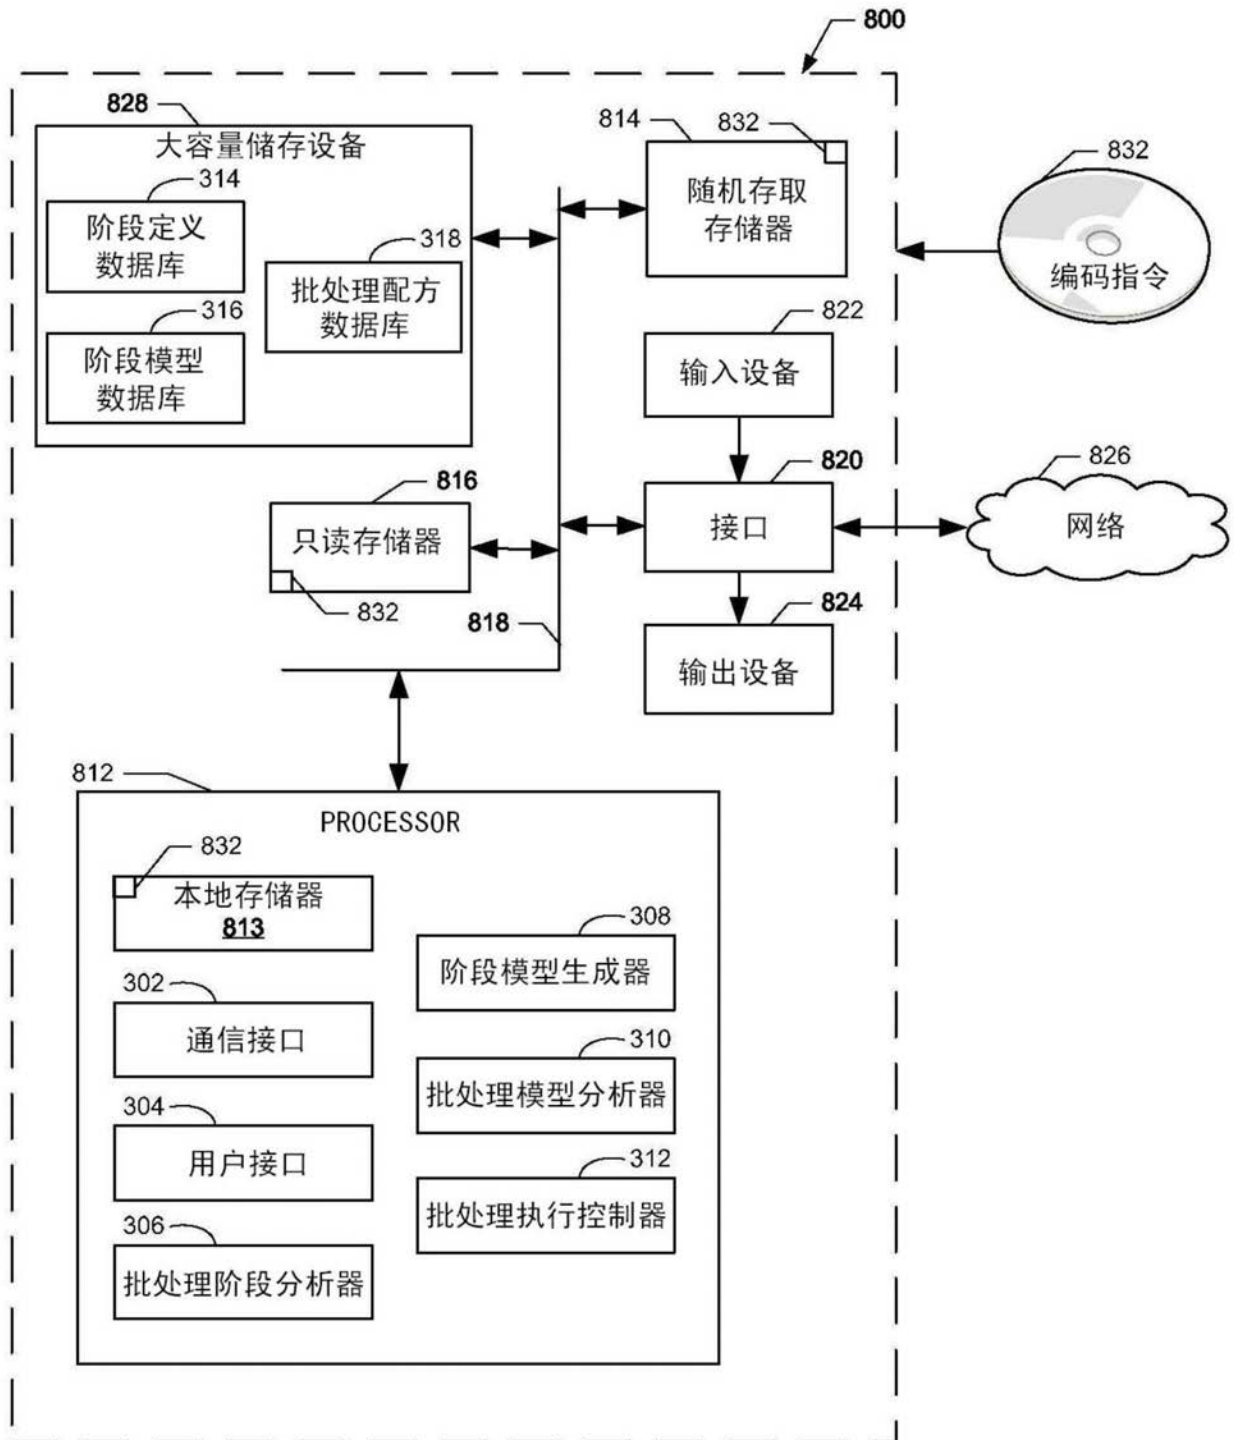 800
828
大容量储存设备
314
阶段定义
数据库
318
批处理配方
数据库
316
阶段模型
数据库
814
832
随机存取
存储器
832
编码指令
822
输入设备
816
只读存储器
832
820
接口
826
网络
818
824
输出设备
812
PROCESSOR
832
本地存储器
813
302
通信接口
304
用户接口
306
批处理阶段分析器
308
阶段模型生成器
310
批处理模型分析器
312
批处理执行控制器